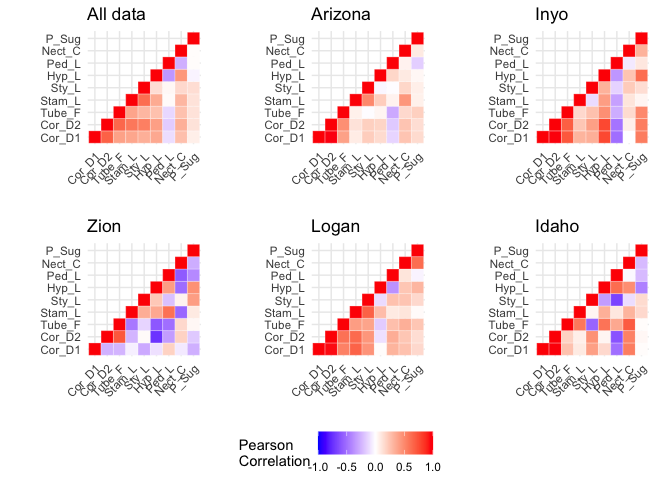 All data
P_Sug
Nect_C
Ped_L
Hyp_L
Sty_L
Stam_L
Tube_F
Cor_D2
Cor_D1
Cor_D1
Cor_D2
Tube_F
Stam_L
Sty_L
Hyp_L
Ped_L
Nect_C
P_Sug
Arizona
P_Sug
Nect_C
Ped_L
Hyp_L
Sty_L
Stam_L
Tube_F
Cor_D2
Cor_D1
Cor_D1
Cor_D2
Tube_F
Stam_L
Sty_L
Hyp_L
Ped_L
Nect_C
P_Sug
Inyo
P_Sug
Nect_C
Ped_L
Hyp_L
Sty_L
Stam_L
Tube_F
Cor_D2
Cor_D1
Cor_D1
Cor_D2
Tube_F
Stam_L
Sty_L
Hyp_L
Ped_L
Nect_C
P_Sug
Zion
P_Sug
Nect_C
Ped_L
Hyp_L
Sty_L
Stam_L
Tube_F
Cor_D2
Cor_D1
Cor_D1
Cor_D2
Tube_F
Stam_L
Sty_L
Hyp_L
Ped_L
Nect_C
P_Sug
Logan
P_Sug
Nect_C
Ped_L
Hyp_L
Sty_L
Stam_L
Tube_F
Cor_D2
Cor_D1
Cor_D1
Cor_D2
Tube_F
Stam_L
Sty_L
Hyp_L
Ped_L
Nect_C
P_Sug
Idaho
P_Sug
Nect_C
Ped_L
Hyp_L
Sty_L
Stam_L
Tube_F
Cor_D2
Cor_D1
Cor_D1
Cor_D2
Tube_F
Stam_L
Sty_L
Hyp_L
Ped_L
Nect_C
P_Sug
Pearson
Correlation
-1.0 -0.5 0.0 0.5 1.0